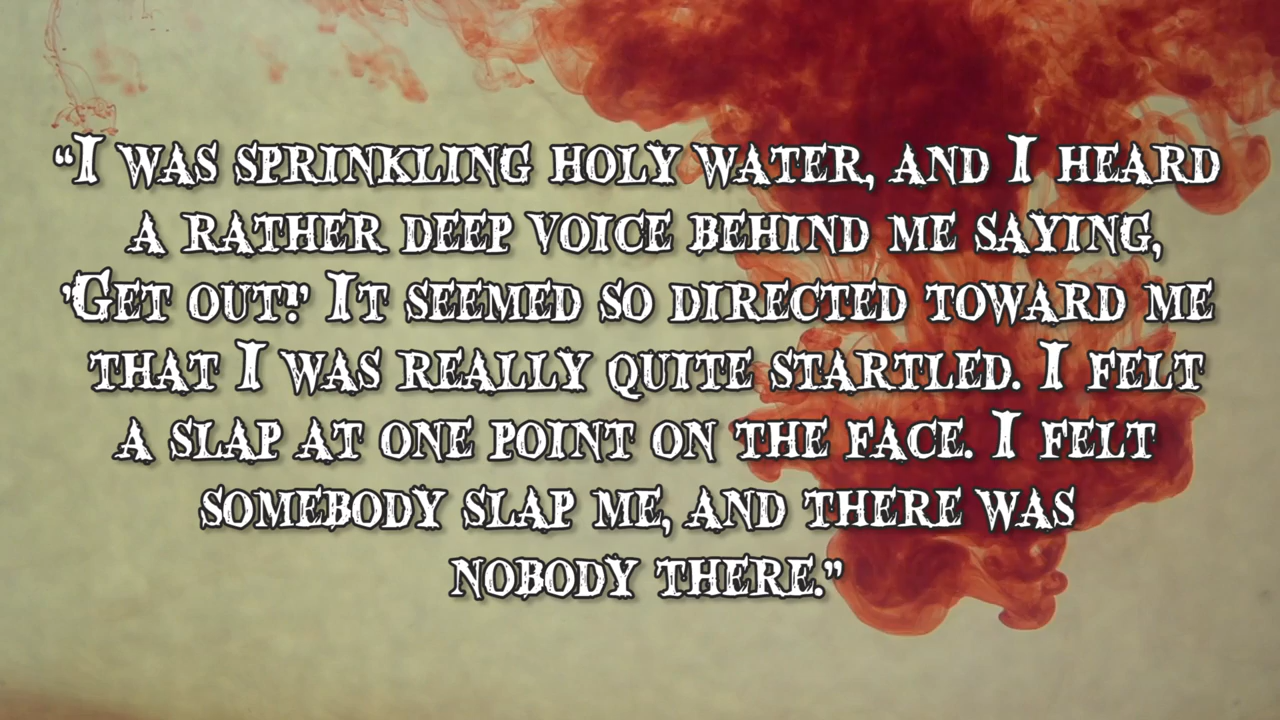 “I was sprinkling holy water, and I heard
a rather deep voice behind me saying,
‘Get out!’ It seemed so directed toward me
that I was really quite startled. I felt
a slap at one point on the face. I felt
somebody slap me, and there was
nobody there.”